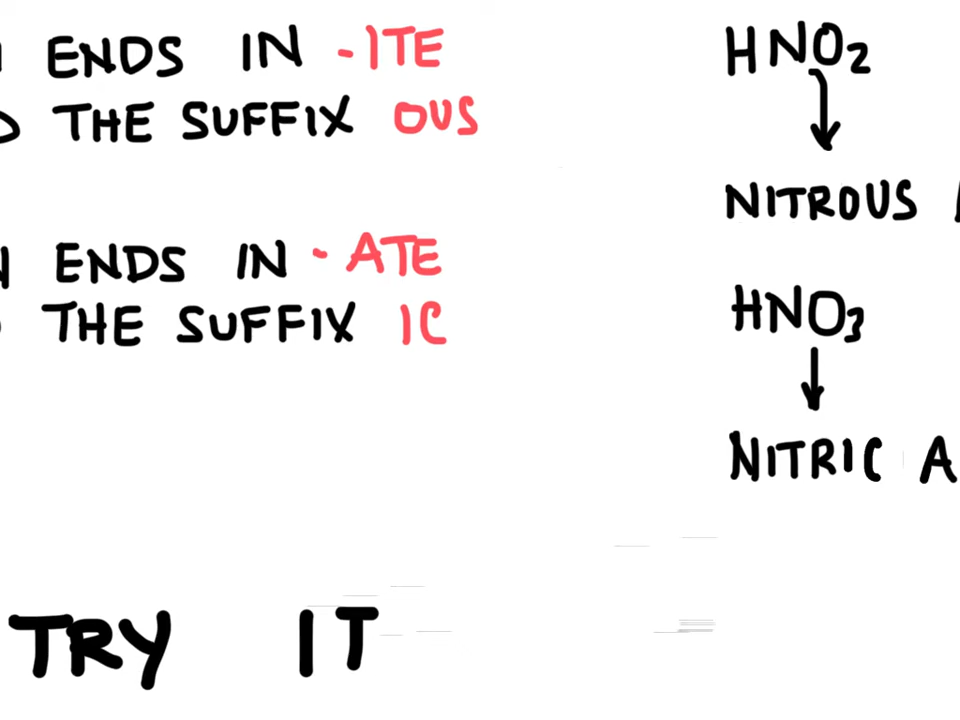 ENDS IN -ITE
THE SUFFIX OUS
ENDS IN - ATE
THE SUFFIX IC
TRY IT
HNO2
NITROUS
HNO3
NITRIC A